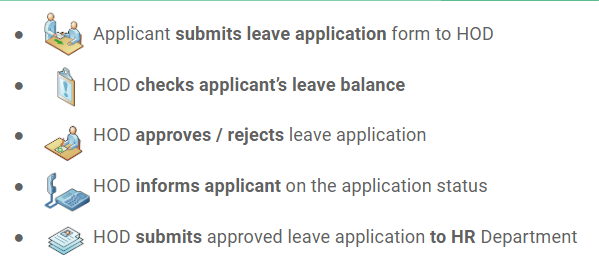 Applicant submits leave application form to HOD
HOD checks applicant's leave balance
HOD approves / rejects leave application
HOD informs applicant on the application status
HOD submits approved leave application to HR Department